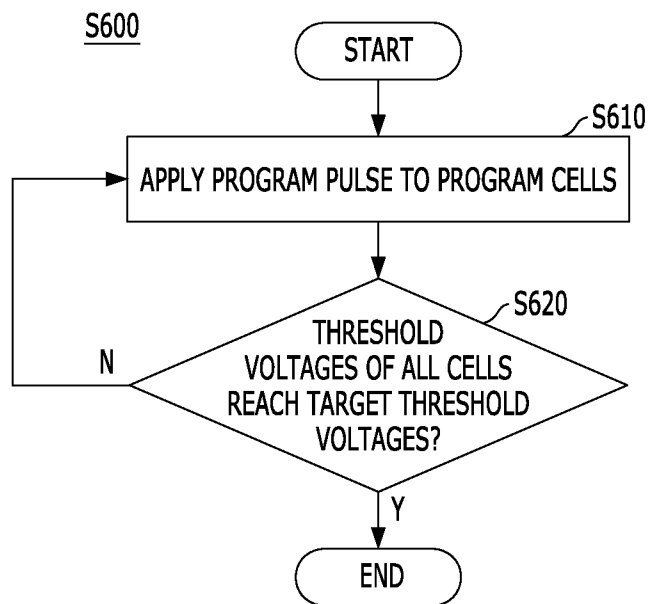 S600
START
S610
APPLY PROGRAM PULSE TO PROGRAM CELLS
S620
THRESHOLD
VOLTAGES OF ALL CELLS
REACH TARGET THRESHOLD
VOLTAGES?
N
Y
END